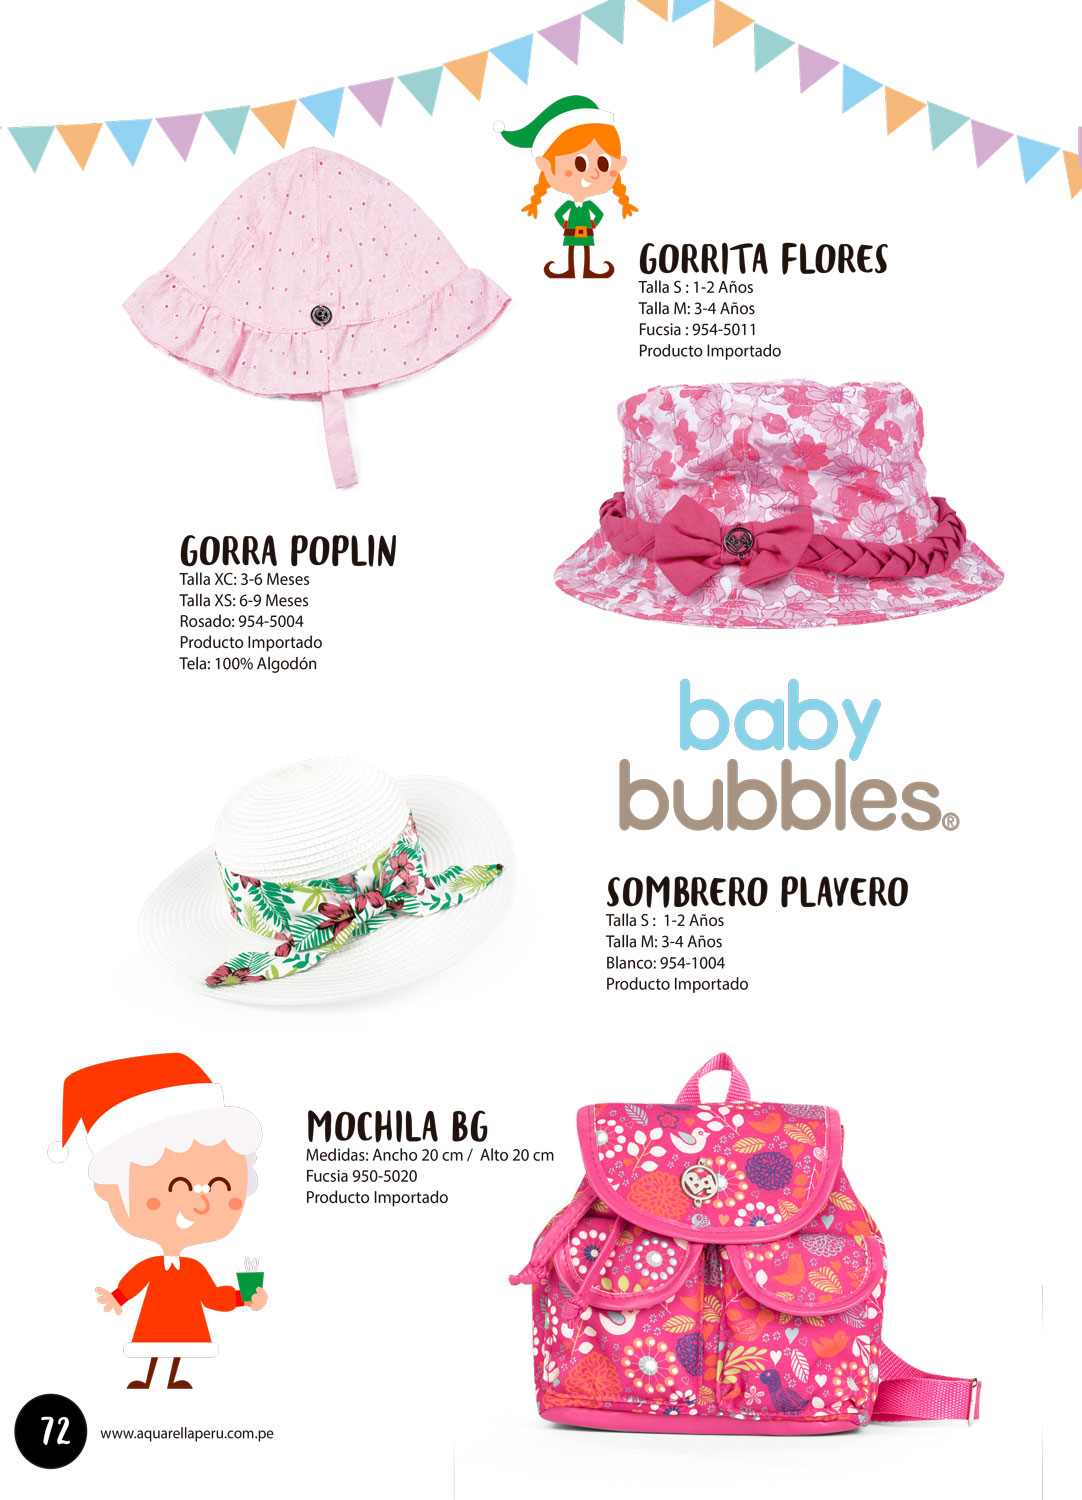 GORRITA FLORES
Talla S : 1-2 Años
Talla M: 3-4 Años
Fucsia : 954-5011
Producto Importado
GORRA POPLIN
Talla XC: 3-6 Meses
Talla XS: 6-9 Meses
Rosado: 954-5004
Producto Importado
Tela: 100% Algodón
baby
bubbles®
SOMBRERO PLAYERO
Talla S : 1-2 Años
Talla M: 3-4 Años
Blanco: 954-1004
Producto Importado
MOCHILA BG
Medidas: Ancho 20 cm / Alto 20 cm
Fucsia 950-5020
Producto Importado
BG
72
www.aquarellaperu.com.pe